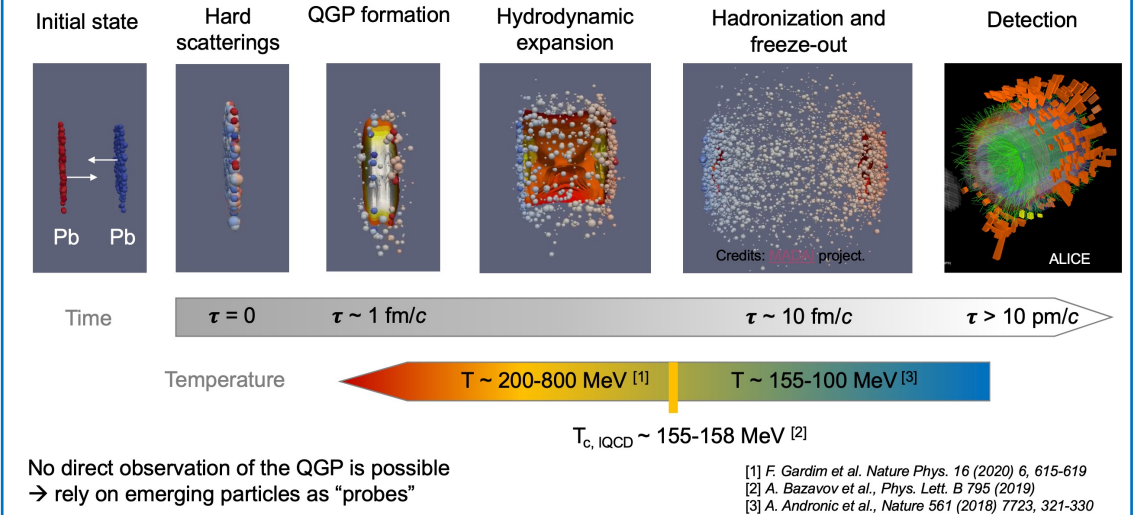 Initial state
Hard
scatterings
QGP formation
Hydrodynamic
expansion
Hadronization and
freeze-out
Detection
Pb Pb
Credits: MADAI project.
ALICE
Time
τ = 0
τ ~ 1 fm/c
τ ~ 10 fm/c
τ > 10 pm/c
Temperature
T ~ 200-800 MeV [1]
T ~ 155-100 MeV [3]
Tc, lQCD ~ 155-158 MeV [2]
No direct observation of the QGP is possible
→ rely on emerging particles as “probes”
[1] F. Gardim et al. Nature Phys. 16 (2020) 6, 615-619
[2] A. Bazavov et al., Phys. Lett. B 795 (2019)
[3] A. Andronic et al., Nature 561 (2018) 7723, 321-330